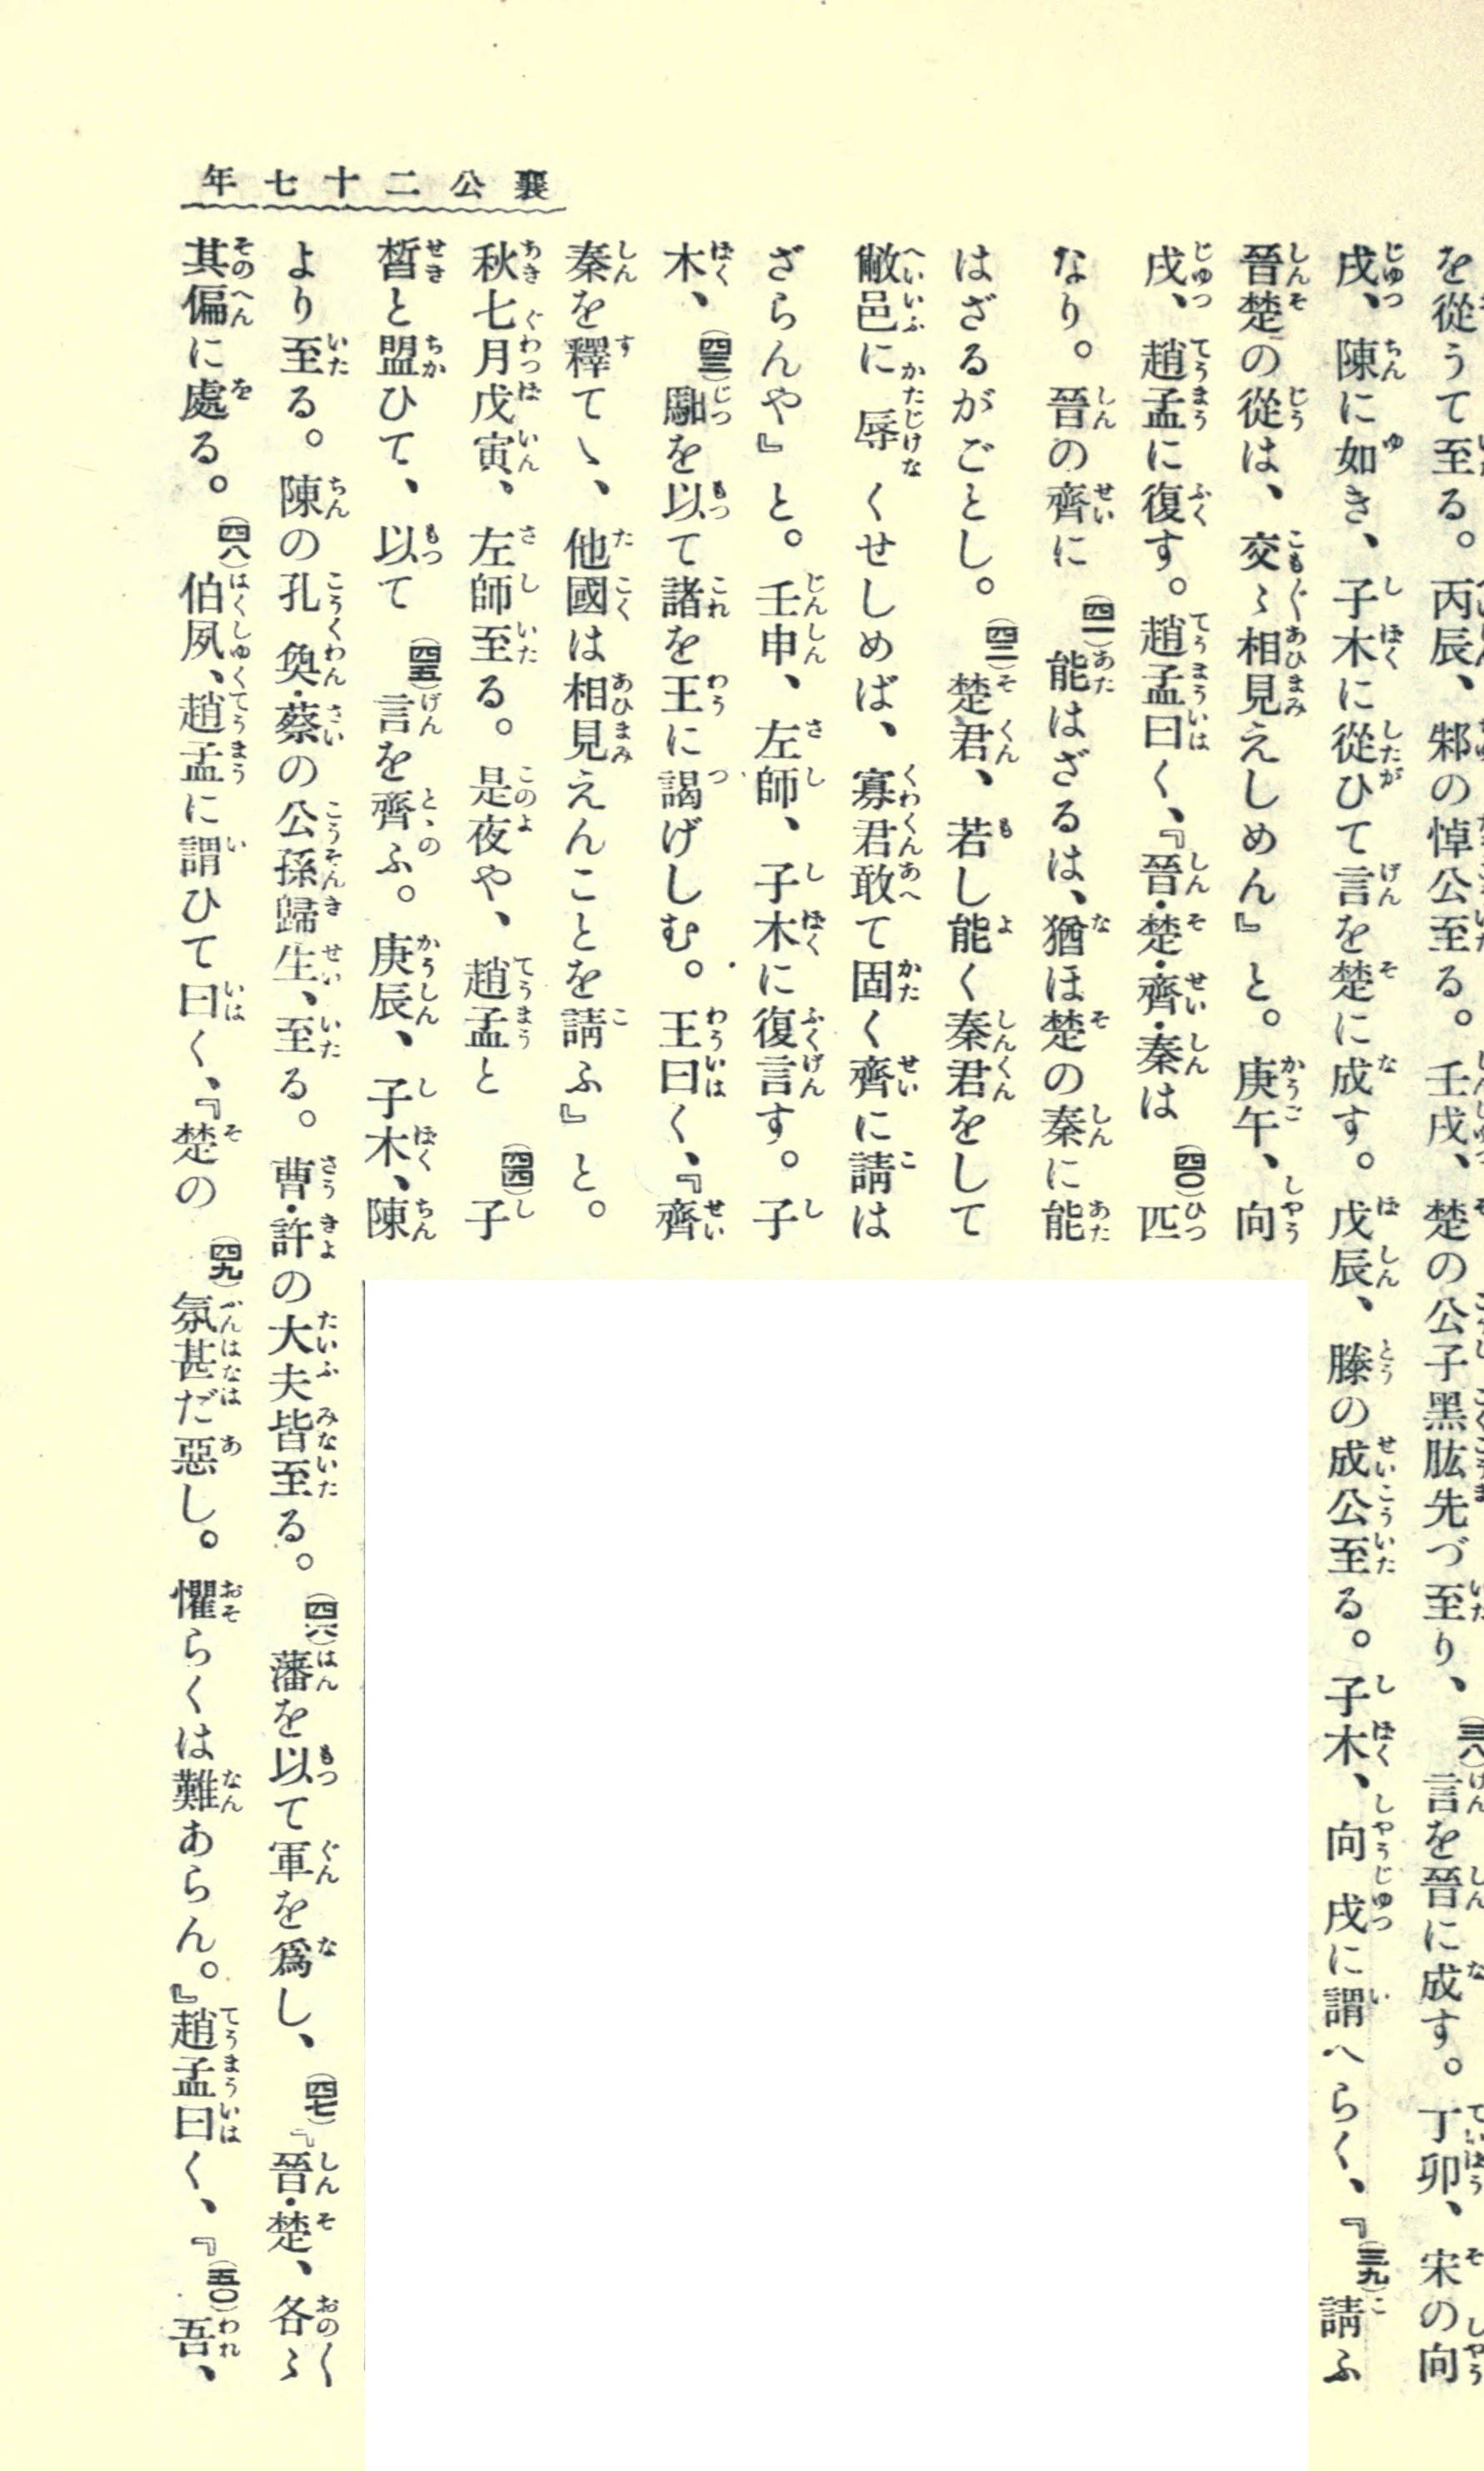 襄公二十七年
を從うて至る。丙辰、邾の悼公至る。壬戌、楚の公子黑肱先づ至り、(三八)言を晉に成す。丁卯、宋の向
戌、陳に如き、子木に從ひて言を楚に成す。戊辰、滕の成公至る。子木、向戌に謂へらく、『(三九)請ふ
晉楚の從は、交〻相見えしめん』と。庚午、向
戌、趙孟に復す。趙孟曰く、『晉・楚・齊・秦は(四〇)匹
なり。晉の齊に(四一)能はざるは、猶ほ楚の秦に能
はざるがごとし。(四二)楚君、若し能く秦君をして
敝邑に辱くせしめば、寡君敢て固く齊に請は
ざらんや』と。壬申、左師、子木に復言す。子
木、(四三)馹を以て諸を王に謁げしむ。王曰く、『齊
秦を釋てゝ、他國は相見えんことを請ふ』と。
秋七月戊寅、左師至る。是夜や、趙孟と(四四)子
晳と盟ひて、以て(四五)言を齊ふ。庚辰、子木、陳
より至る。陳の孔奐・蔡の公孫歸生、至る。曹・許の大夫皆至る。(四六)藩を以て軍を爲し、(四七)『晉・楚、各〻
其偏に處る。(四八)伯夙、趙孟に謂ひて曰く、『楚の(四九)氛甚だ惡し。懼らくは難あらん。』趙孟曰く、『(五〇)吾、